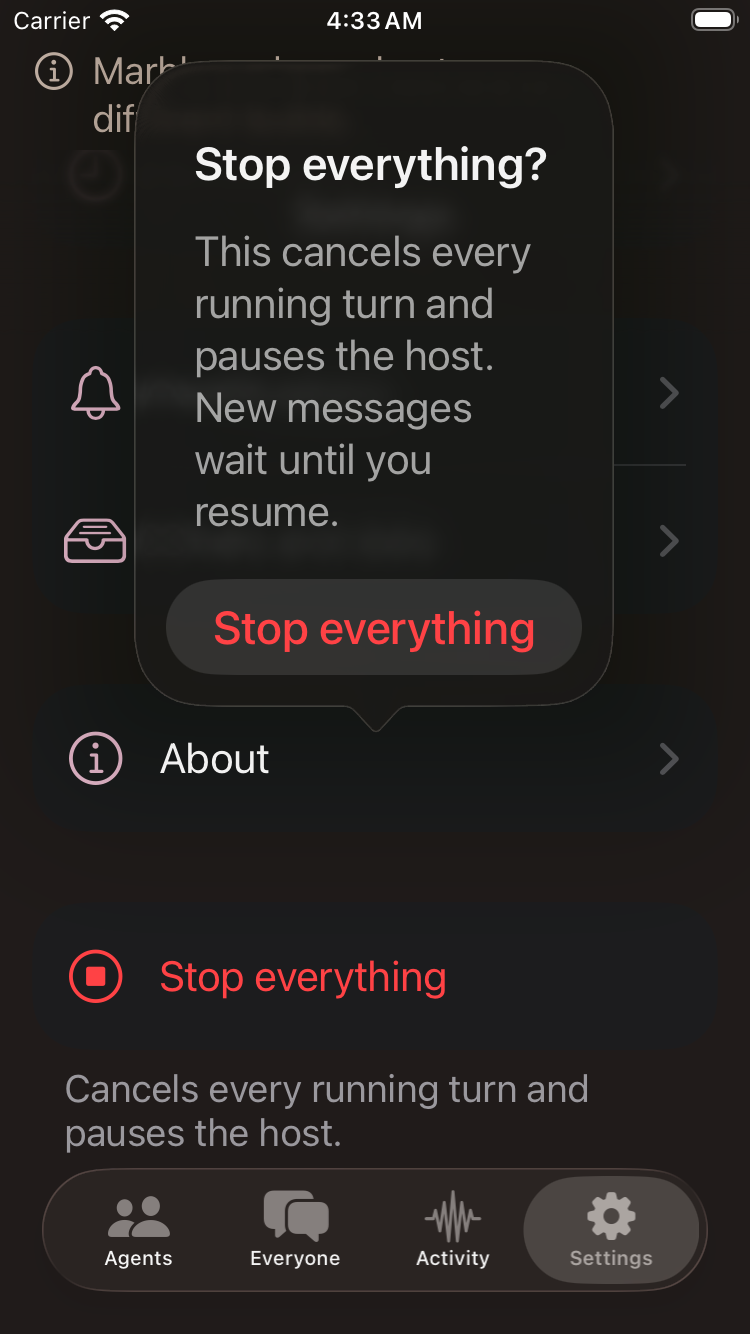 Carrier
4:33 AM
Stop everything?
This cancels every
running turn and
pauses the host.
New messages
wait until you
resume.
Stop everything
About
Stop everything
Cancels every running turn and
pauses the host.
Agents
Everyone
Activity
Settings